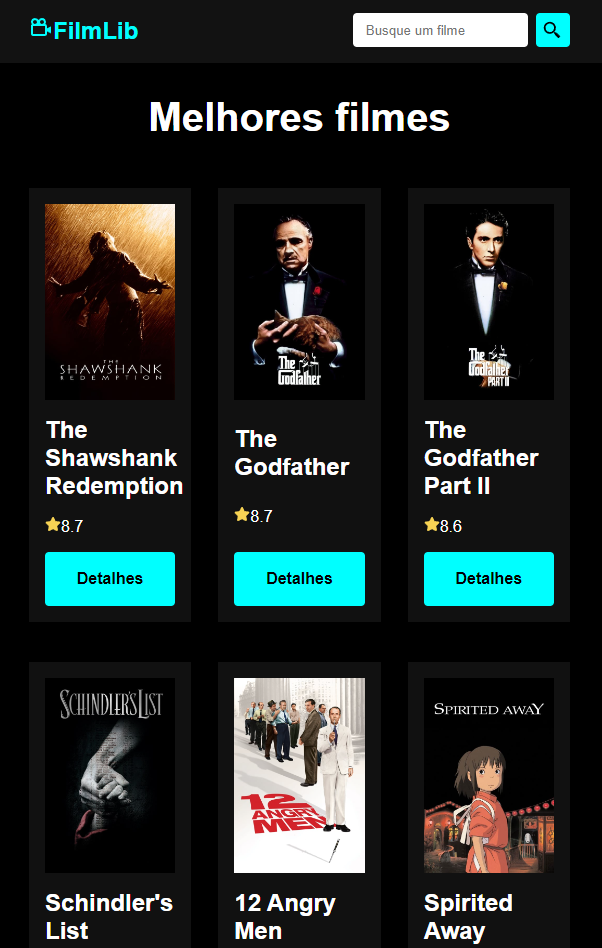 FilmLib
Busque um filme
Melhores filmes
THE
SHAWSHANK
REDEMPTION
The
Godfather
The
Godfather
PART II
The
Shawshank
Redemption
The
Godfather
The
Godfather
Part II
8.7
8.7
8.6
Detalhes
Detalhes
Detalhes
SCHINDLER'S LIST
12
ANGRY
MEN
SPIRITED AWAY
Schindler's
List
12 Angry
Men
Spirited
Away